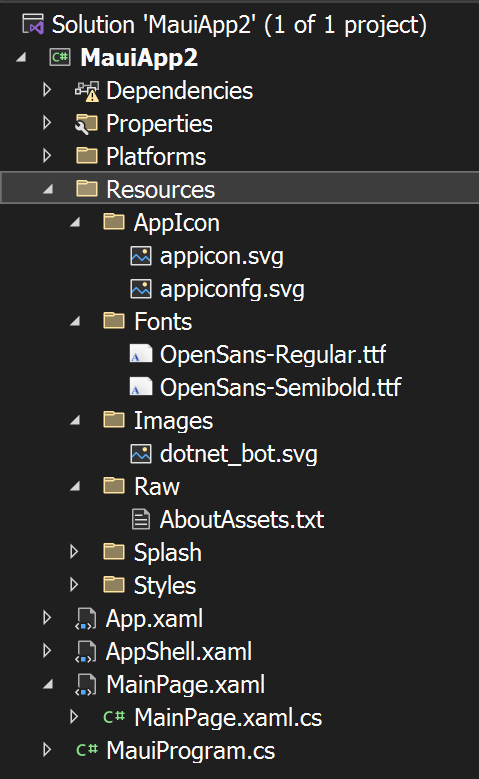 Solution 'MauiApp2' (1 of 1 project)
C# MauiApp2
Dependencies
Properties
Platforms
Resources
AppIcon
appicon.svg
appiconfg.svg
Fonts
A OpenSans-Regular.ttf
A OpenSans-Semibold.ttf
Images
dotnet_bot.svg
Raw
AboutAssets.txt
Splash
Styles
App.xaml
AppShell.xaml
MainPage.xaml
C# MainPage.xaml.cs
C# MauiProgram.cs